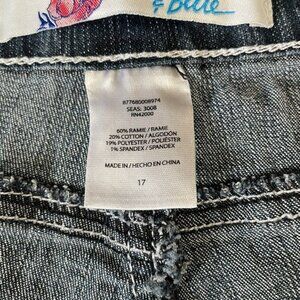 & Blue
877680008974
SEAS: 3008
RN42000
60% RAMIE / RAMIE
20% COTTON / ALGODÓN
19% POLYESTER / POLIÉSTER
1% SPANDEX / SPANDEX
MADE IN / HECHO EN CHINA
17